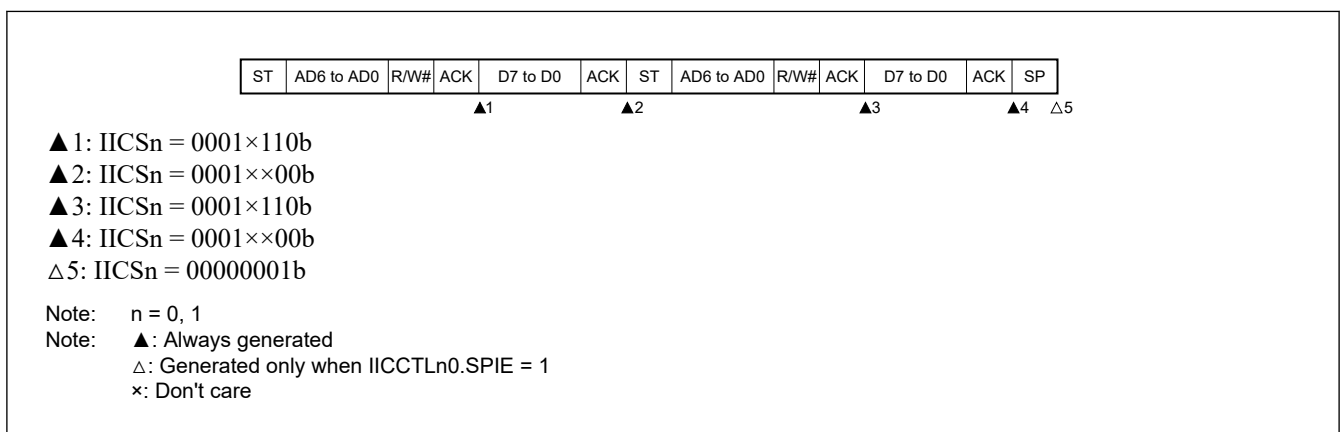 ST AD6 to AD0 R/W# ACK D7 to D0 ACK ST AD6 to AD0 R/W# ACK D7 to D0 ACK SP
▲1 ▲2 ▲3 ▲4 △5
▲1: IICSn = 0001×110b
▲2: IICSn = 0001××00b
▲3: IICSn = 0001×110b
▲4: IICSn = 0001××00b
△5: IICSn = 00000001b
Note: n = 0, 1
Note: ▲: Always generated
△: Generated only when IICCTLn0.SPIE = 1
×: Don't care